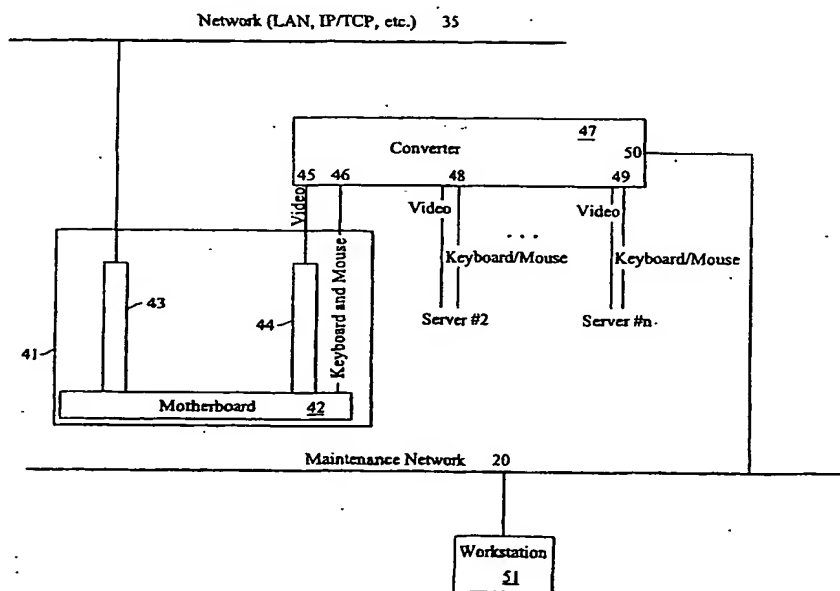 Network (LAN, IP/TCP, etc.) 35
Converter 47
50
45 46 48 49
Video
Keyboard and Mouse
Video
Keyboard/Mouse
Server #2
. . .
Video
Keyboard/Mouse
Server #n
41
43
44
Motherboard 42
Maintenance Network 20
Workstation
51